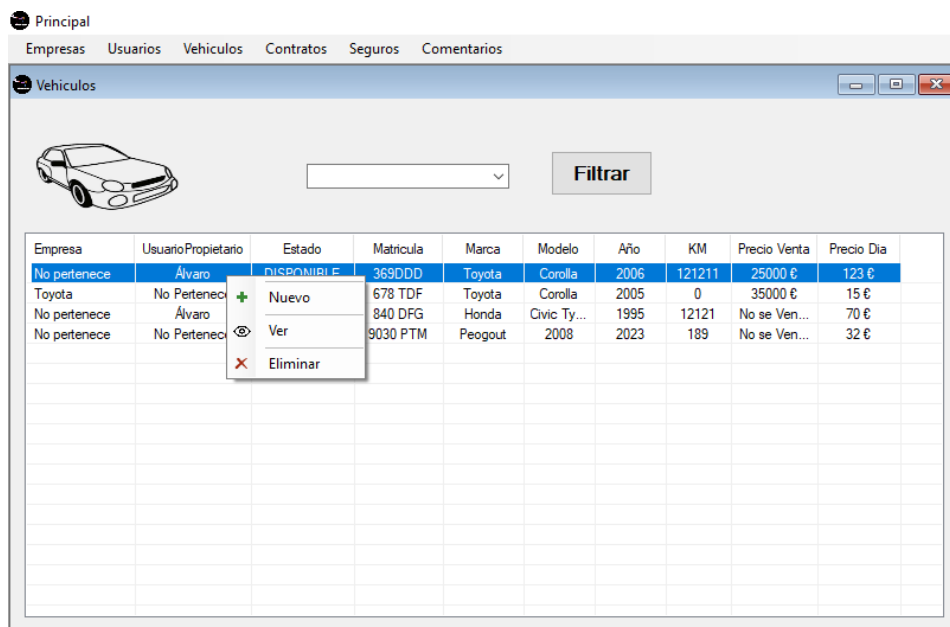 Principal
Empresas Usuarios Vehiculos Contratos Seguros Comentarios
Vehiculos
Filtrar
Empresa UsuarioPropietario Estado Matricula Marca Modelo Año KM Precio Venta Precio Dia
No pertenece Álvaro DISPONIBLE 369DDD Toyota Corolla 2006 121211 25000 € 123 €
Toyota No Pertenece 678 TDF Toyota Corolla 2005 0 35000 € 15 €
No pertenece Álvaro 840 DFG Honda Civic Ty... 1995 12121 No se Ven... 70 €
No pertenece No Pertenece 9030 PTM Peogout 2008 2023 189 No se Ven... 32 €
Nuevo
Ver
Eliminar